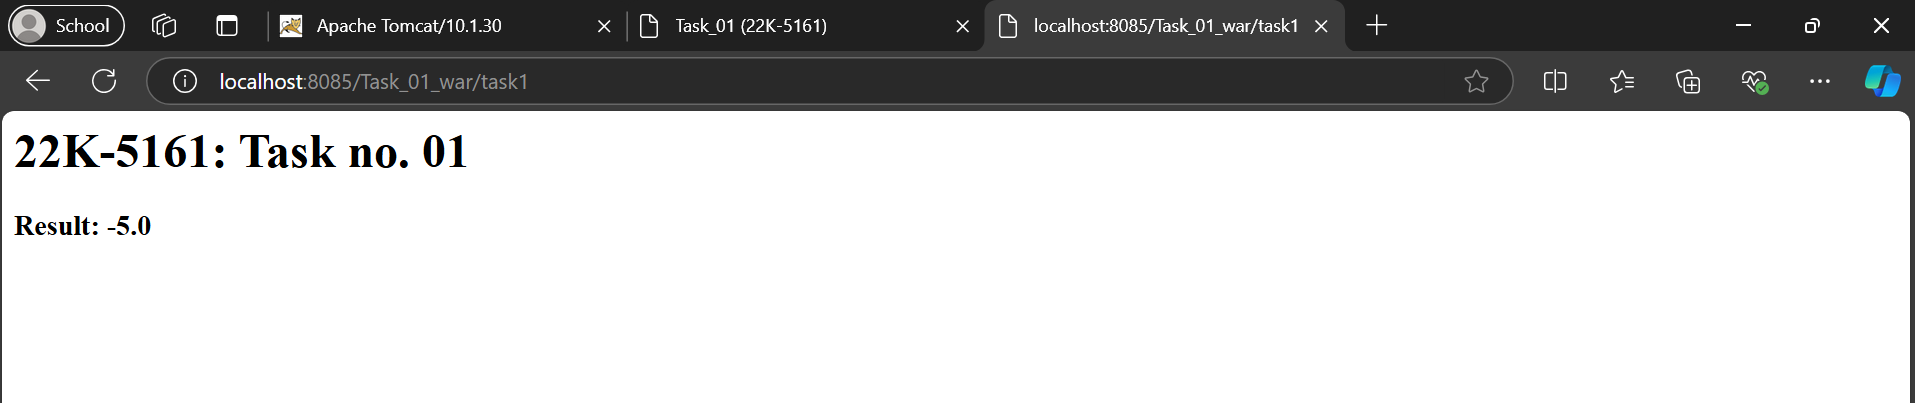 School
Apache Tomcat/10.1.30
Task_01 (22K-5161)
localhost:8085/Task_01_war/task1
localhost:8085/Task_01_war/task1
22K-5161: Task no. 01
Result: -5.0